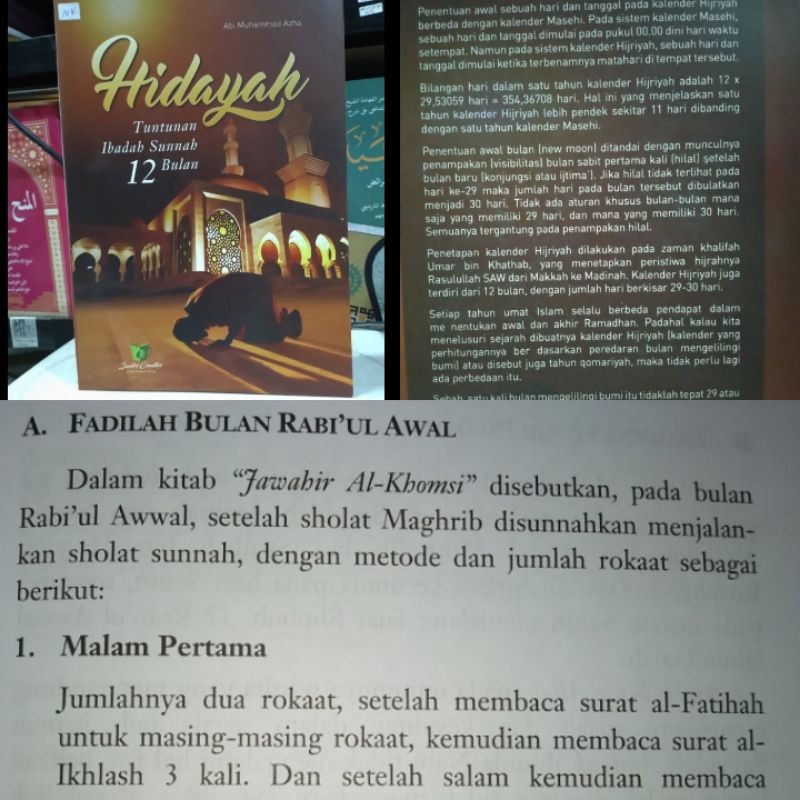 NK
Abi Muhammad Azha
Hidayah
Tuntunan
Ibadah Sunnah
12 Bulan
المنح
Penentuan awal sebuah hari dan tanggal pada kalender Hijriyah
berbeda dengan kalender Masehi. Pada sistem kalender Masehi,
sebuah hari dan tanggal dimulai pada pukul 00.00 dini hari waktu
setempat. Namun pada sistem kalender Hijriyah, sebuah hari dan
tanggal dimulai ketika terbenamnya matahari di tempat tersebut.
Bilangan hari dalam satu tahun kalender Hijriyah adalah 12 x
29,53059 hari = 354,36708 hari. Hal ini yang menjelaskan satu
tahun kalender Hijriyah lebih pendek sekitar 11 hari dibanding
dengan satu tahun kalender Masehi.
Penentuan awal bulan (new moon) ditandai dengan munculnya
penampakan (visibilitas) bulan sabit pertama kali (hilal) setelah
bulan baru (konjungsi atau ijtima'). Jika hilal tidak terlihat pada
hari ke-29 maka jumlah hari pada bulan tersebut dibulatkan
menjadi 30 hari. Tidak ada aturan khusus bulan-bulan mana
saja yang memiliki 29 hari, dan mana yang memiliki 30 hari.
Semuanya tergantung pada penampakan hilal.
Penetapan kalender Hijriyah dilakukan pada zaman khalifah
Umar bin Khathab, yang menetapkan peristiwa hijrahnya
Rasulullah SAW dari Makkah ke Madinah. Kalender Hijriyah juga
terdiri dari 12 bulan, dengan jumlah hari berkisar 29-30 hari.
Setiap tahun umat Islam selalu berbeda pendapat dalam
me nentukan awal dan akhir Ramadhan. Padahal kalau kita
menelusuri sejarah dibuatnya kalender Hijriyah (kalender yang
perhitungannya ber dasarkan peredaran bulan mengelilingi
bumi) atau disebut juga tahun qomariyah, maka tidak perlu lagi
ada perbedaan itu.
Sebab, satu kali bulan mengelilingi bumi itu tidaklah tepat 29 atau
A. FADILAH BULAN RABI'UL AWAL
Dalam kitab "Jawahir Al-Khomsi" disebutkan, pada bulan
Rabi'ul Awwal, setelah sholat Maghrib disunnahkan menjalan-
kan sholat sunnah, dengan metode dan jumlah rokaat sebagai
berikut:
1. Malam Pertama
Jumlahnya dua rokaat, setelah membaca surat al-Fatihah
untuk masing-masing rokaat, kemudian membaca surat al-
Ikhlash 3 kali. Dan setelah salam kemudian membaca